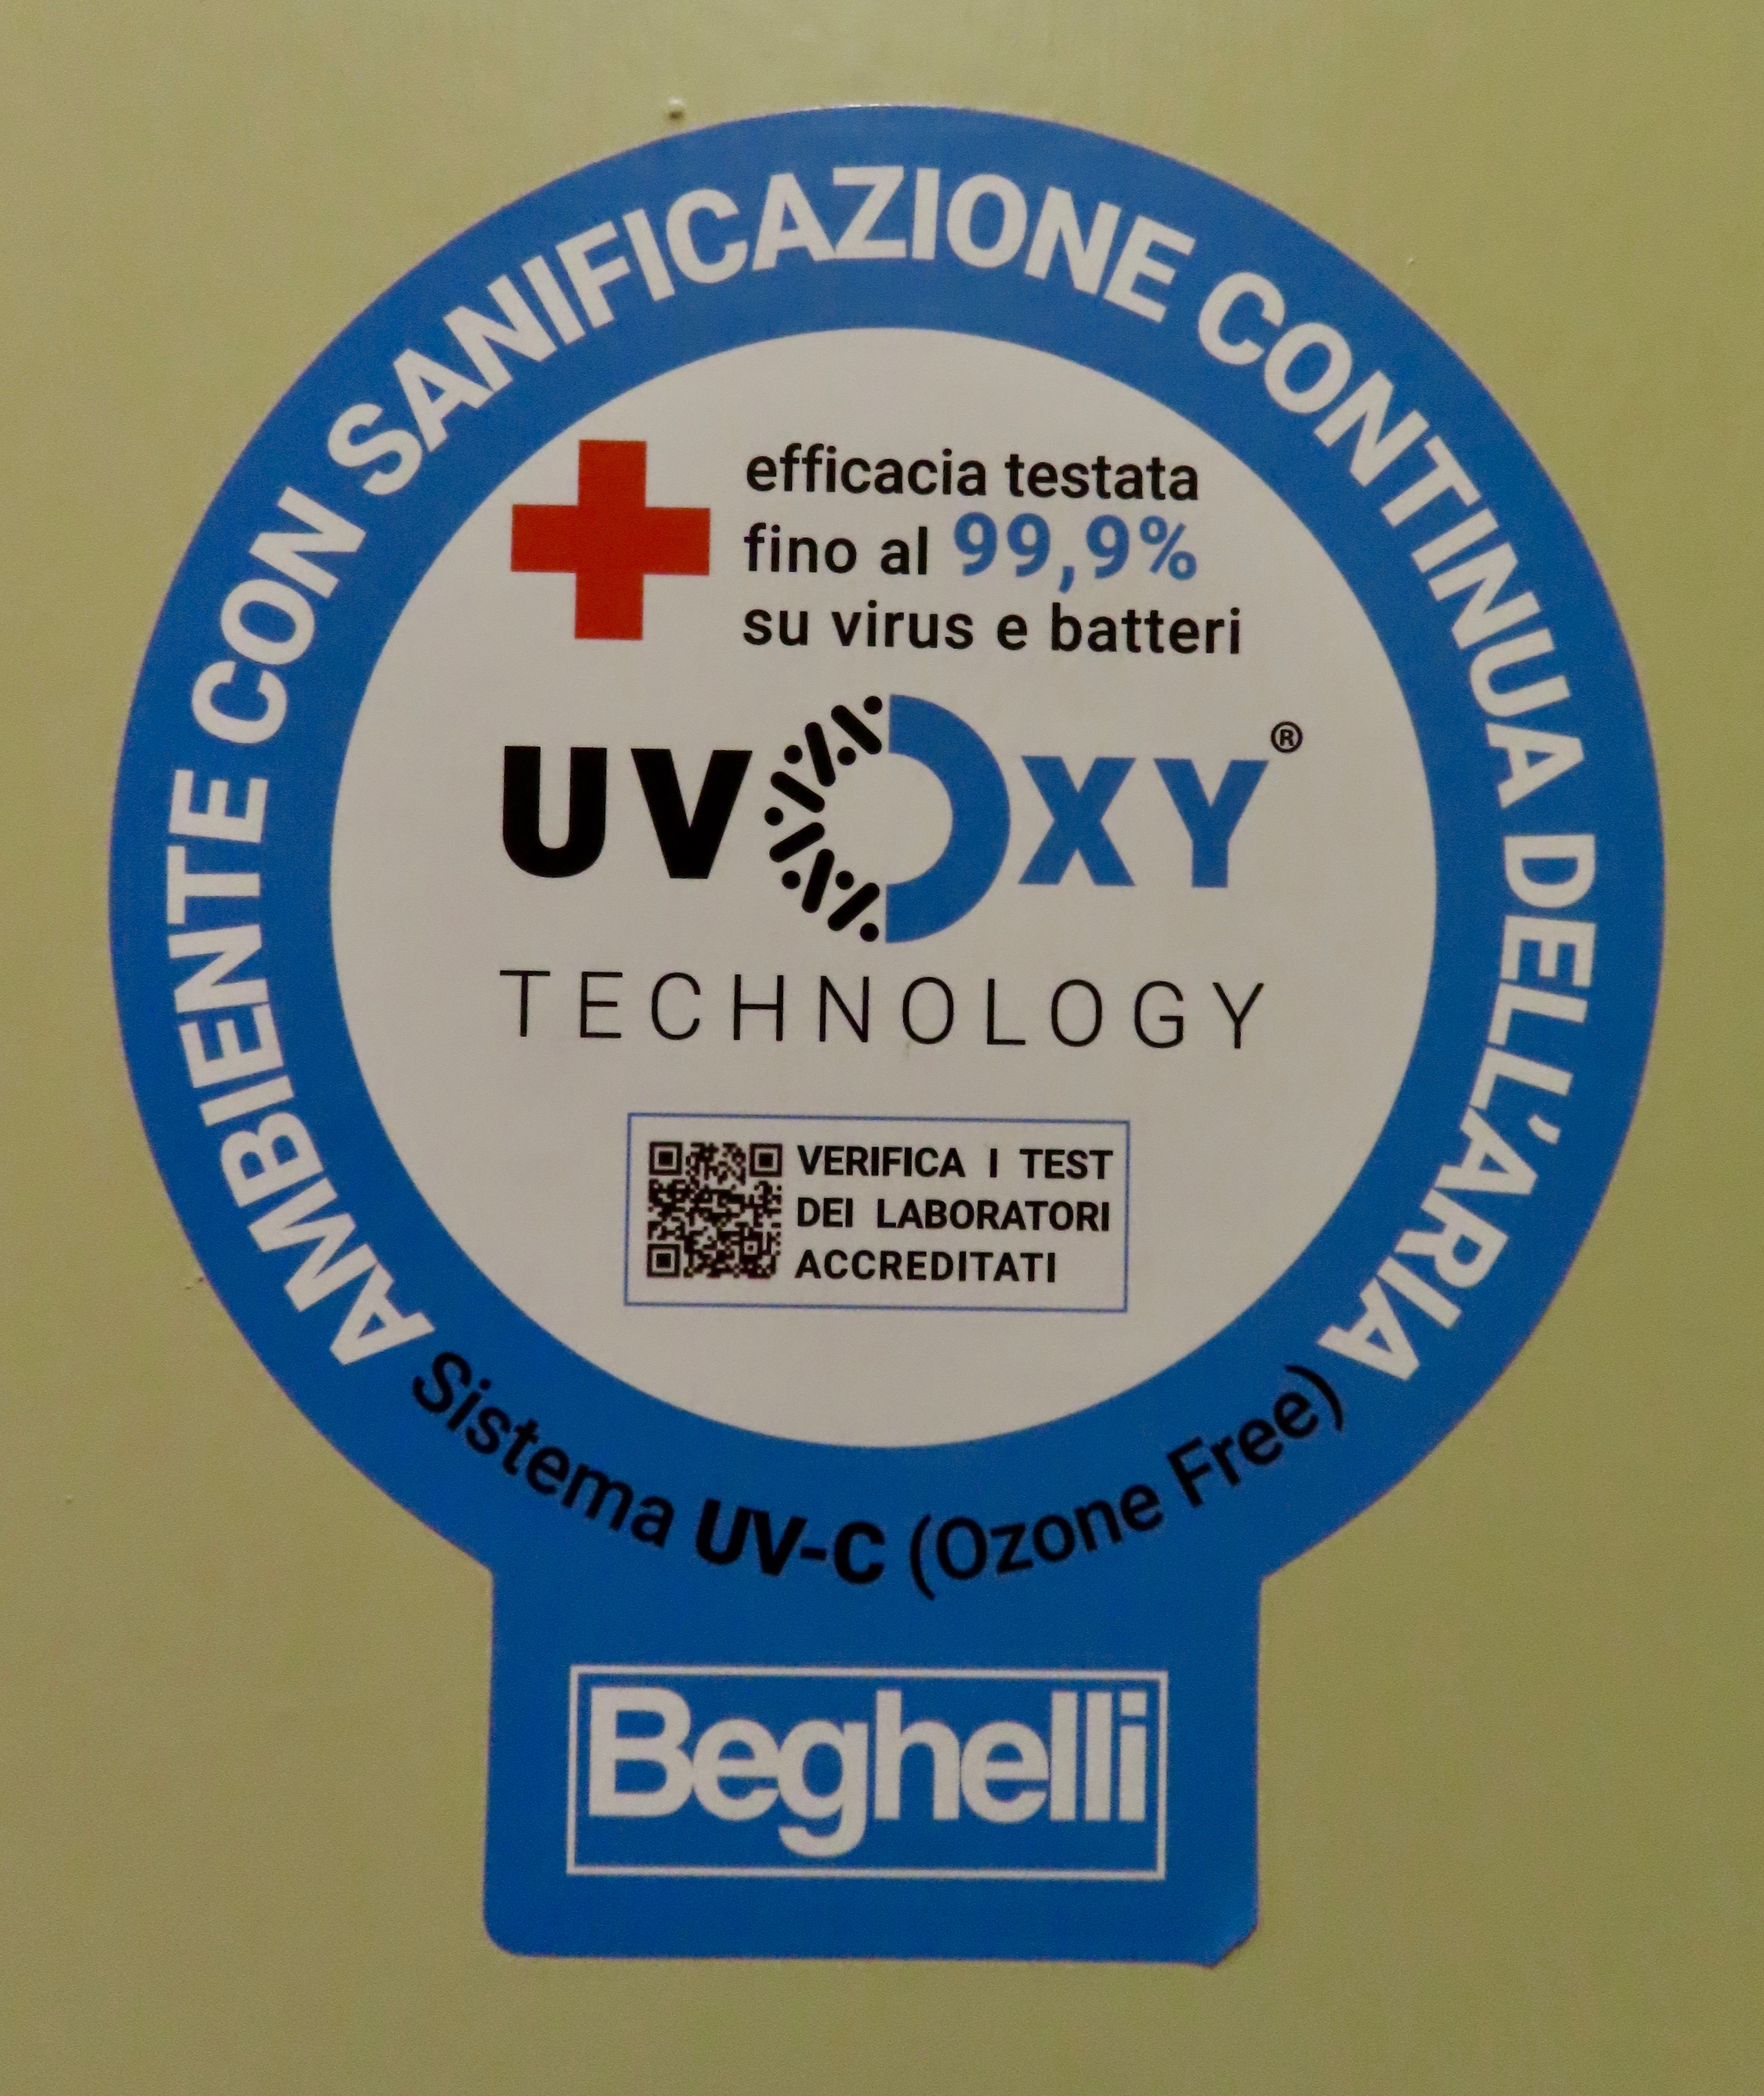 AMBIENTE CON SANIFICAZIONE CONTINUA DELL'ARIA
efficacia testata
fino al 99,9%
su virus e batteri
UVOXY®
TECHNOLOGY
VERIFICA I TEST
DEI LABORATORI
ACCREDITATI
Sistema UV-C (Ozone Free)
Beghelli